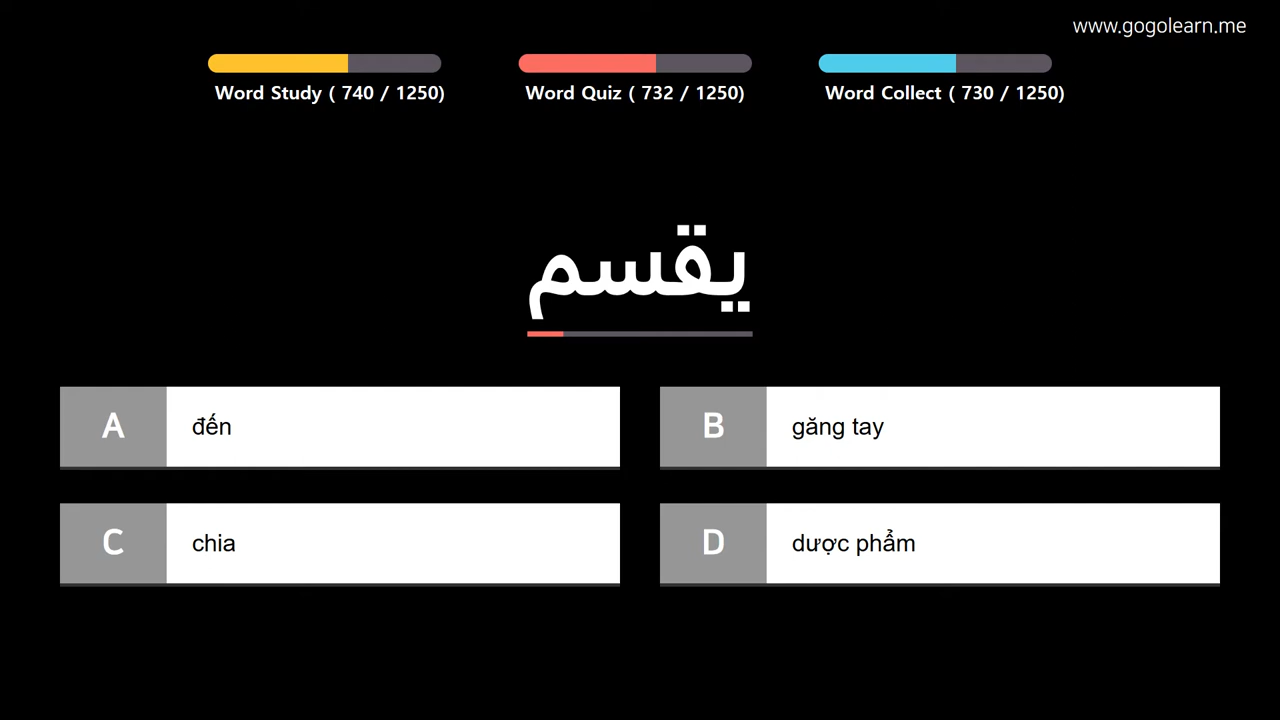 www.gogolearn.me
Word Study ( 740 / 1250)
Word Quiz ( 732 / 1250)
Word Collect ( 730 / 1250)
يقسم
A đến
B găng tay
C chia
D dược phẩm